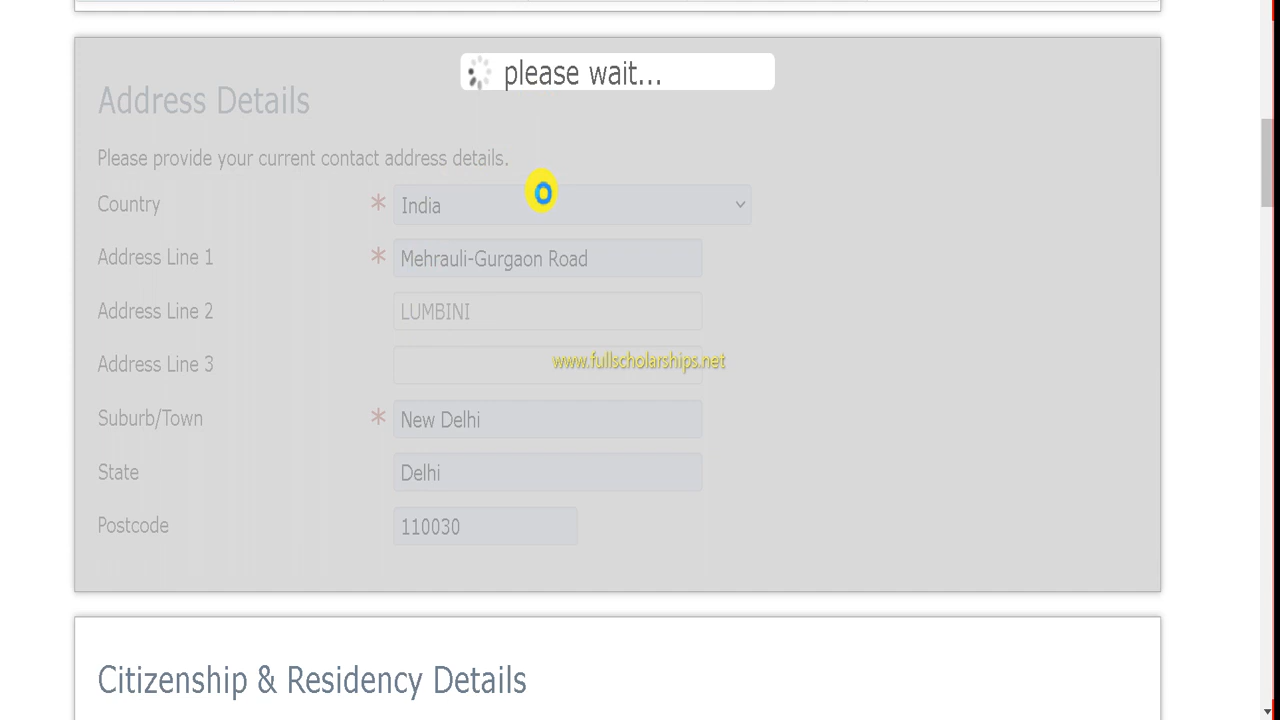 please wait...
Address Details
Please provide your current contact address details.
Country * India
Address Line 1 * Mehrauli-Gurgaon Road
Address Line 2 LUMBINI
Address Line 3
www.fullscholarships.net
Suburb/Town * New Delhi
State Delhi
Postcode 110030
Citizenship & Residency Details